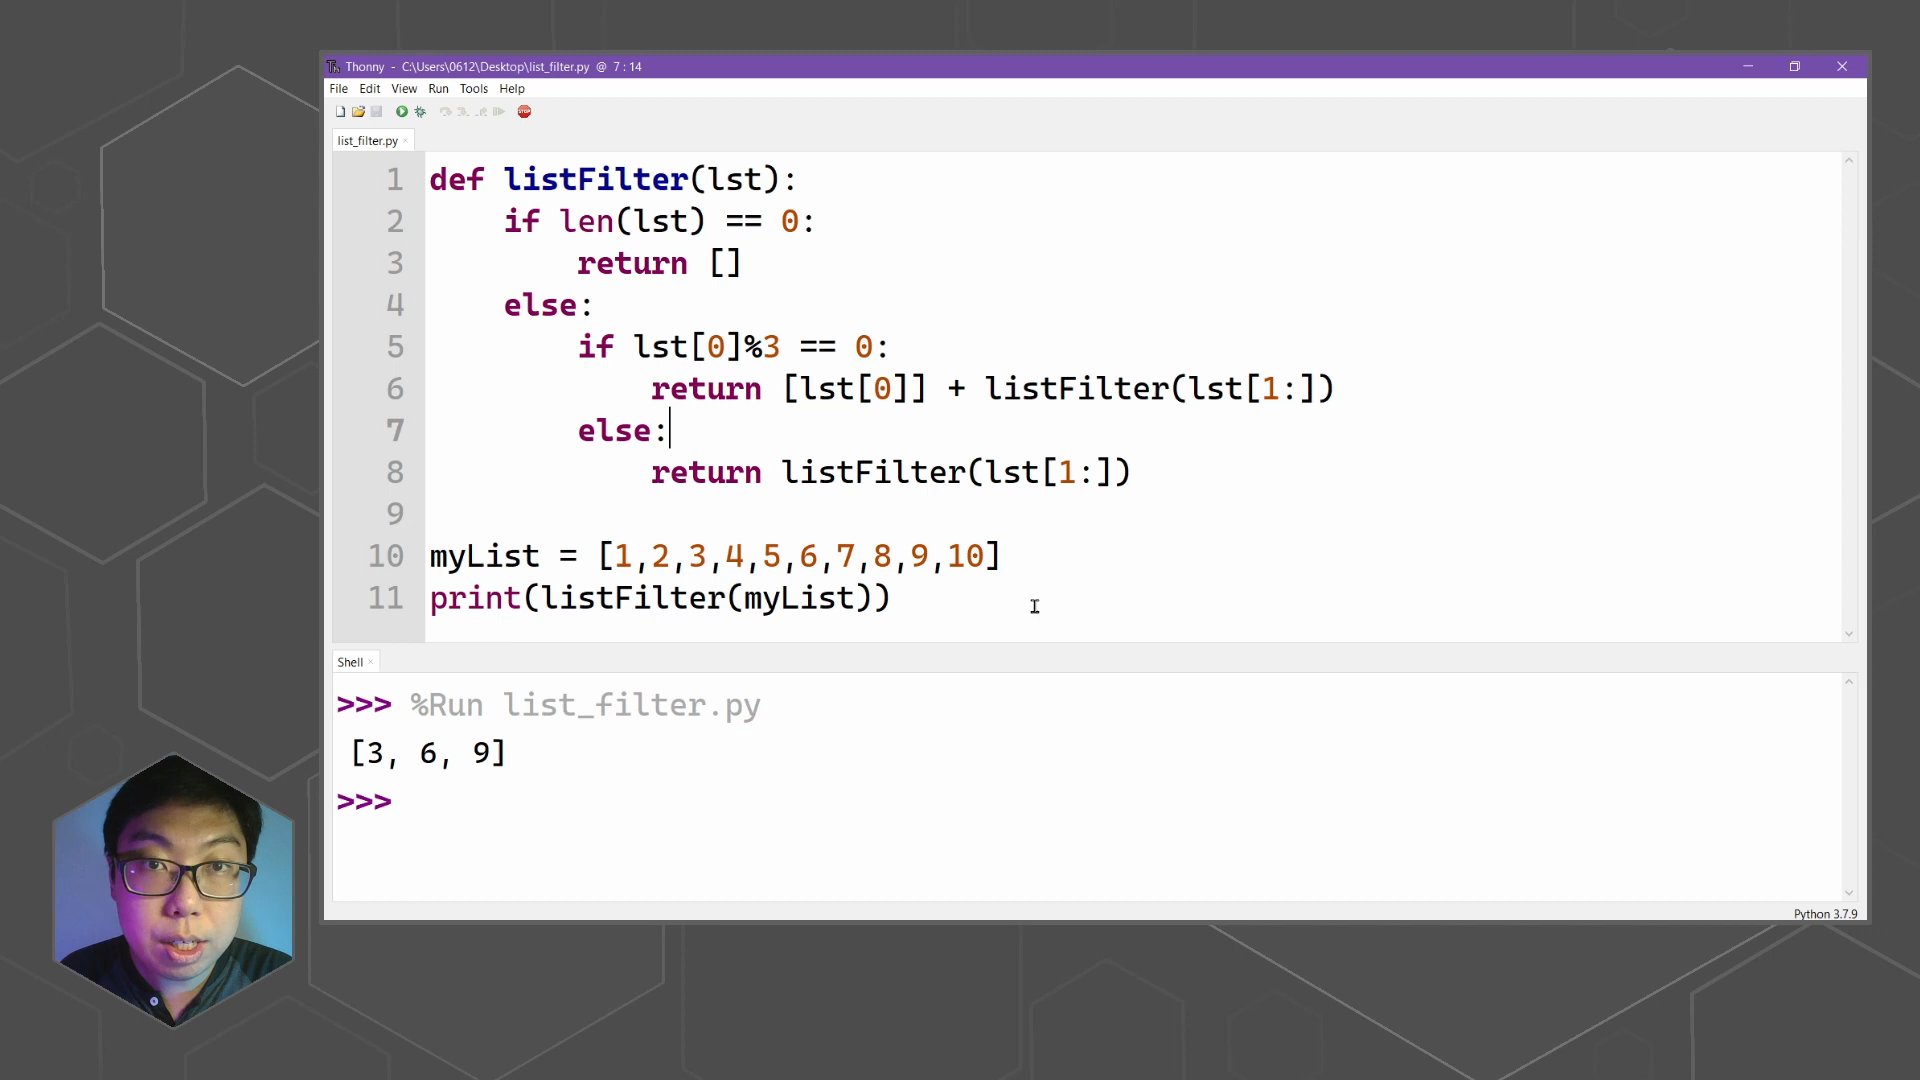 Thonny - C:\Users\0612\Desktop\list_filter.py @ 7 : 14
File Edit View Run Tools Help
STOP
list_filter.py ×
1 def listFilter(lst):
2     if len(lst) == 0:
3         return []
4     else:
5         if lst[0]%3 == 0:
6             return [lst[0]] + listFilter(lst[1:])
7         else:
8             return listFilter(lst[1:])
9
10 myList = [1,2,3,4,5,6,7,8,9,10]
11 print(listFilter(myList))
Shell ×
>>> %Run list_filter.py
[3, 6, 9]
>>>
Python 3.7.9